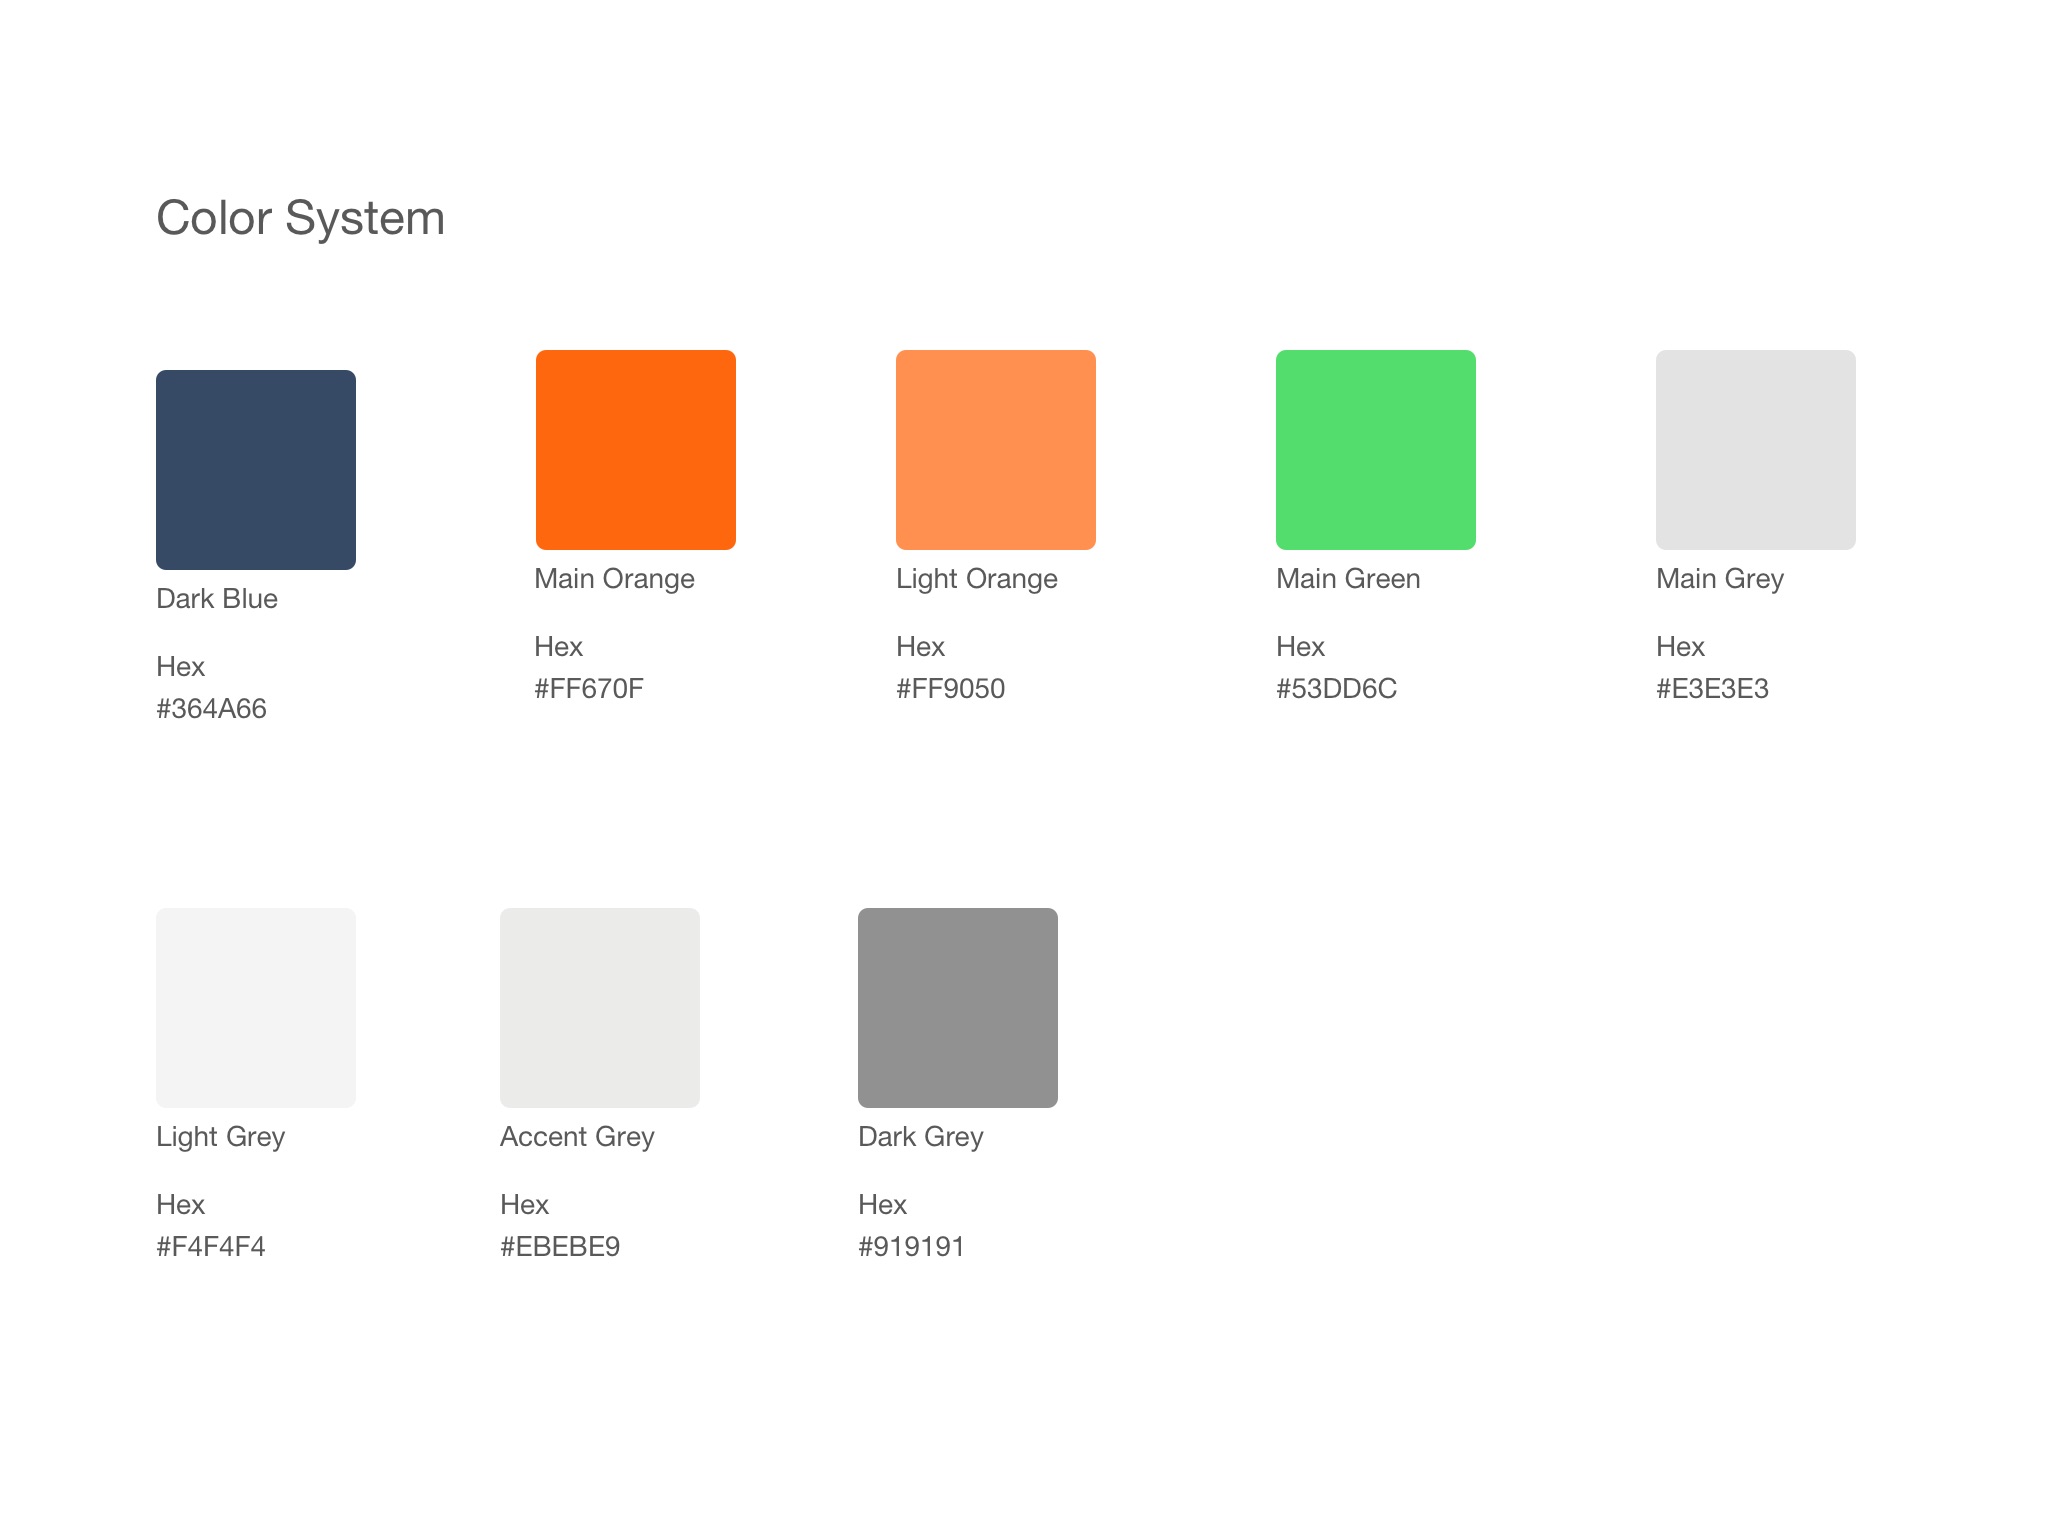 Color System
Dark Blue
Hex
#364A66
Main Orange
Hex
#FF670F
Light Orange
Hex
#FF9050
Main Green
Hex
#53DD6C
Main Grey
Hex
#E3E3E3
Light Grey
Hex
#F4F4F4
Accent Grey
Hex
#EBEBE9
Dark Grey
Hex
#919191